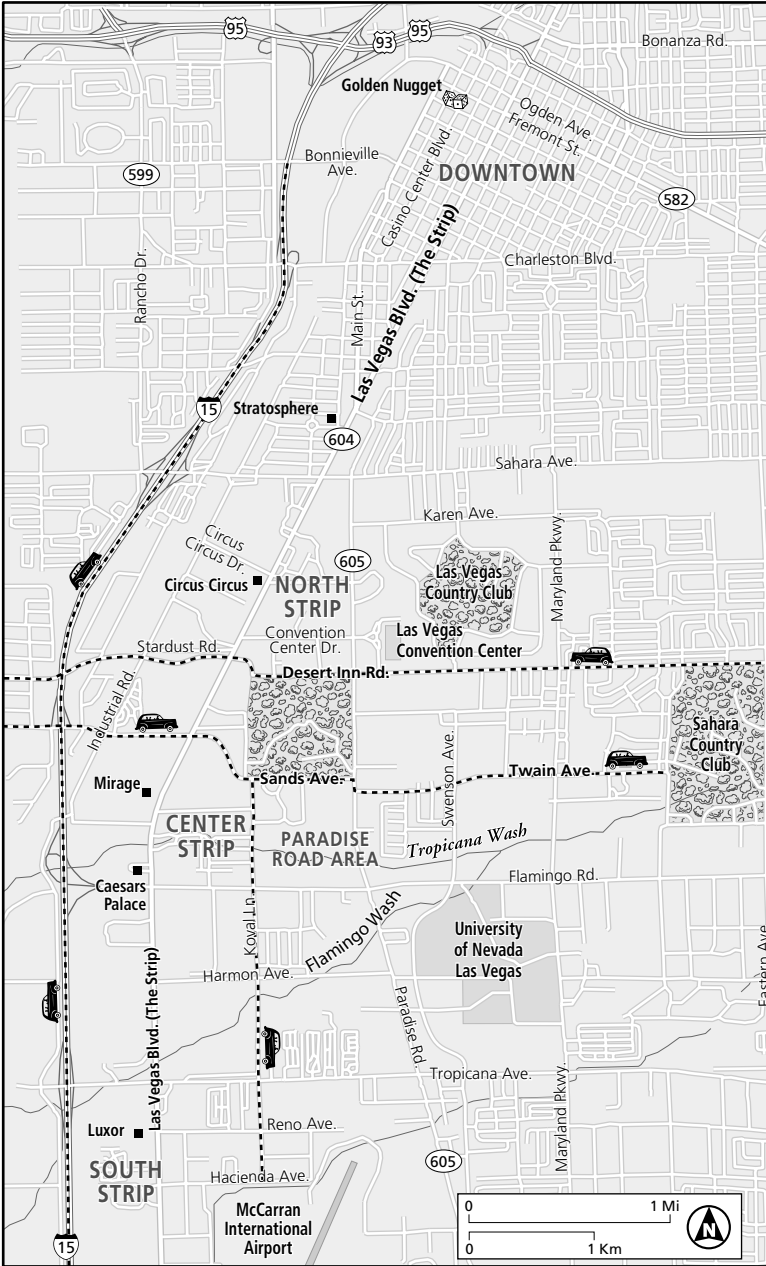 95
93
95
Bonanza Rd.
Golden Nugget
Ogden Ave.
Fremont St.
Bonnieville
Ave.
Casino Center Blvd.
DOWNTOWN
599
582
Rancho Dr.
Charleston Blvd.
Main St.
Las Vegas Blvd. (The Strip)
15
Stratosphere
604
Sahara Ave.
Karen Ave.
Circus
Circus Dr.
605
Maryland Pkwy.
Las Vegas
Country Club
Circus Circus
NORTH
STRIP
Convention
Center Dr.
Las Vegas
Convention Center
Stardust Rd.
Desert Inn Rd.
Industrial Rd.
Sahara
Country
Club
Swenson Ave.
Mirage
Sands Ave.
Twain Ave.
CENTER
STRIP
PARADISE
ROAD AREA
Tropicana Wash
Caesars
Palace
Flamingo Rd.
Koval Ln.
Flamingo Wash
University
of Nevada
Las Vegas
Eastern Ave.
Harmon Ave.
Las Vegas Blvd. (The Strip)
Paradise Rd.
Tropicana Ave.
Maryland Pkwy.
Luxor
Reno Ave.
SOUTH
STRIP
Hacienda Ave.
605
McCarran
International
Airport
15
0
1 Mi
0
1 Km
N